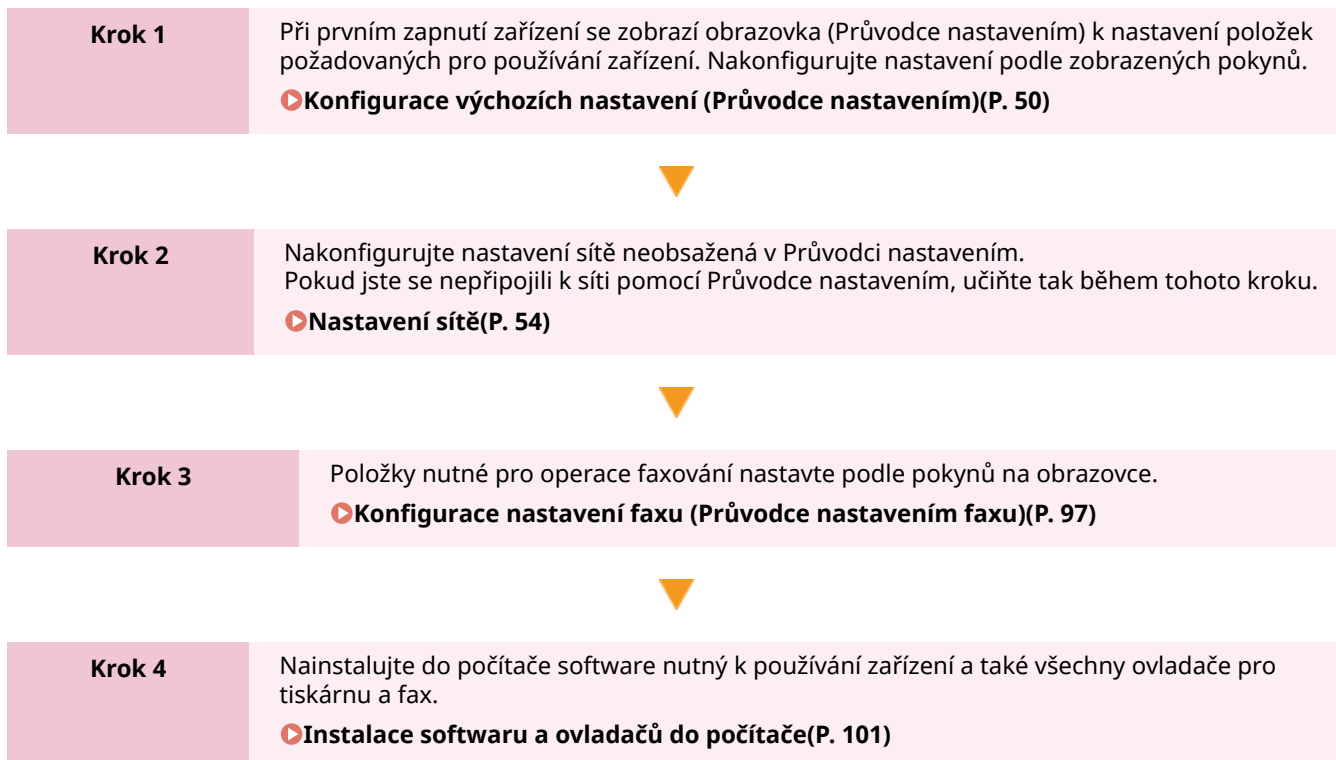 Krok 1
Při prvním zapnutí zařízení se zobrazí obrazovka (Průvodce nastavením) k nastavení položek
požadovaných pro používání zařízení. Nakonfigurujte nastavení podle zobrazených pokynů.
Konfigurace výchozích nastavení (Průvodce nastavením)(P. 50)
Krok 2
Nakonfigurujte nastavení sítě neobsažená v Průvodci nastavením.
Pokud jste se nepřipojili k síti pomocí Průvodce nastavením, učiňte tak během tohoto kroku.
Nastavení sítě(P. 54)
Krok 3
Položky nutné pro operace faxování nastavte podle pokynů na obrazovce.
Konfigurace nastavení faxu (Průvodce nastavením faxu)(P. 97)
Krok 4
Nainstalujte do počítače software nutný k používání zařízení a také všechny ovladače pro
tiskárnu a fax.
Instalace softwaru a ovladačů do počítače(P. 101)